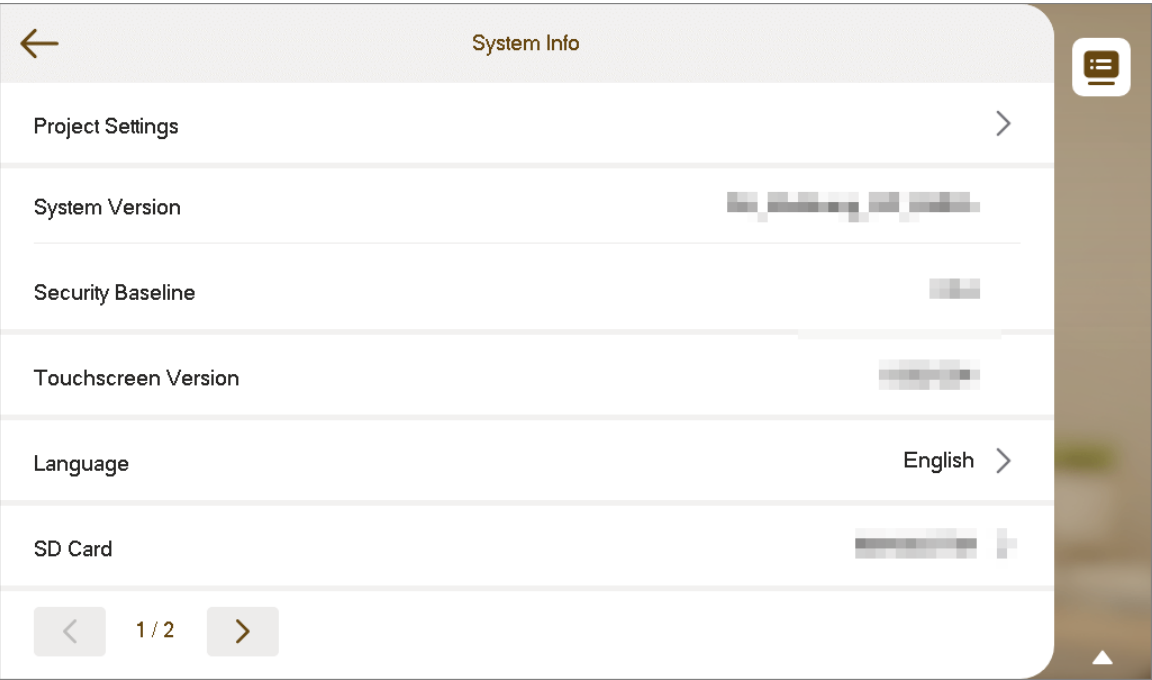 System Info
Project Settings
System Version
Security Baseline
Touchscreen Version
Language English
SD Card
1 / 2